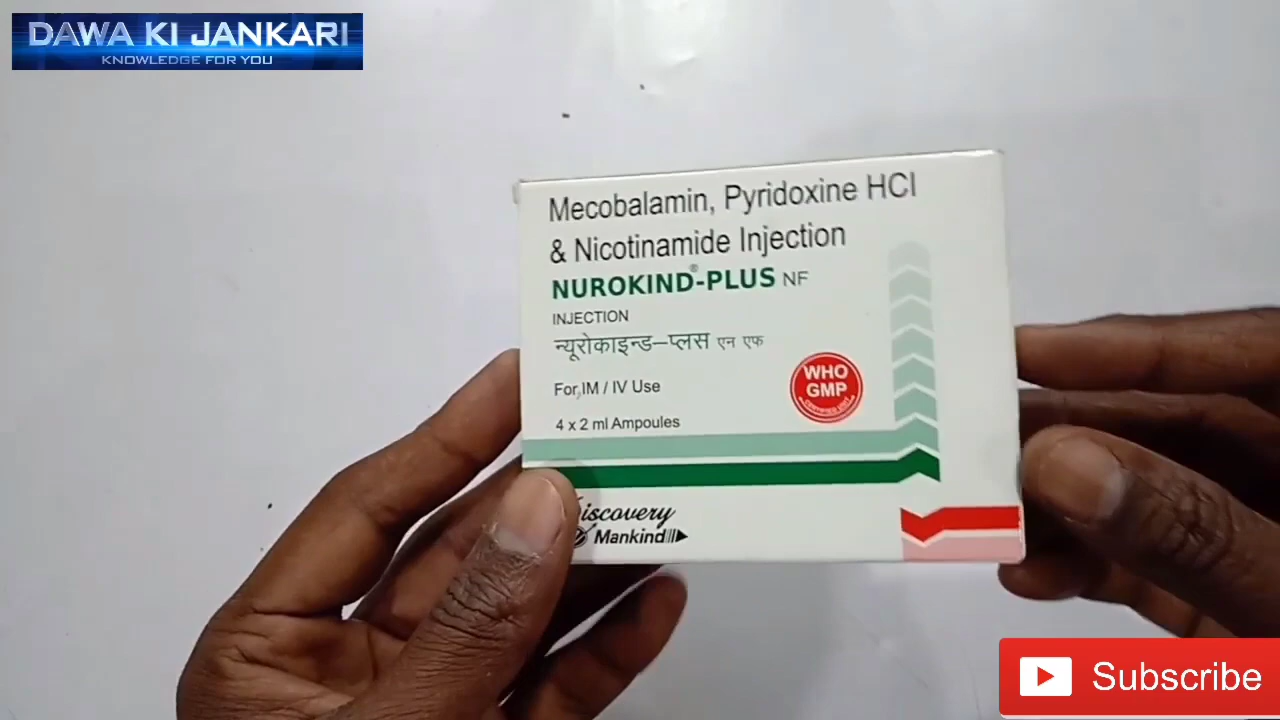 DAWA KI JANKARI
KNOWLEDGE FOR YOU
Mecobalamin, Pyridoxine HCl
& Nicotinamide Injection
NUROKIND®-PLUS NF
INJECTION
न्यूरोकाइन्ड–प्लस एन एफ
For IM / IV Use
WHO
GMP
4 x 2 ml Ampoules
Mankind
Subscribe